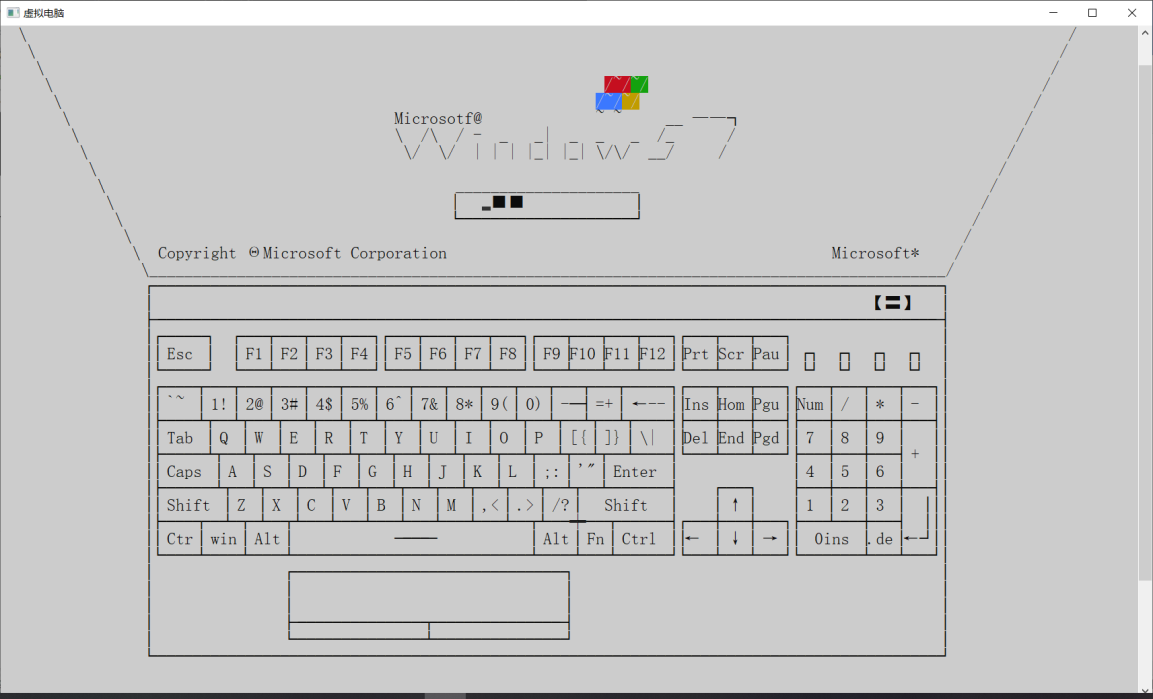 虚拟电脑
Microsotf@
Windows 7
Copyright ©Microsoft Corporation Microsoft*
【〓】
Esc F1 F2 F3 F4 F5 F6 F7 F8 F9 F10 F11 F12 Prt Scr Pau
`~ 1! 2@ 3# 4$ 5% 6^ 7& 8* 9( 0) -— =+ ←-- Ins Hom Pgu Num / * -
Tab Q W E R T Y U I O P [{ ]} \| Del End Pgd 7 8 9 +
Caps A S D F G H J K L ;: '" Enter 4 5 6
Shift Z X C V B N M ,< .> /? Shift ↑ 1 2 3
Ctr win Alt Alt Fn Ctrl ← ↓ → 0ins .de ←┘